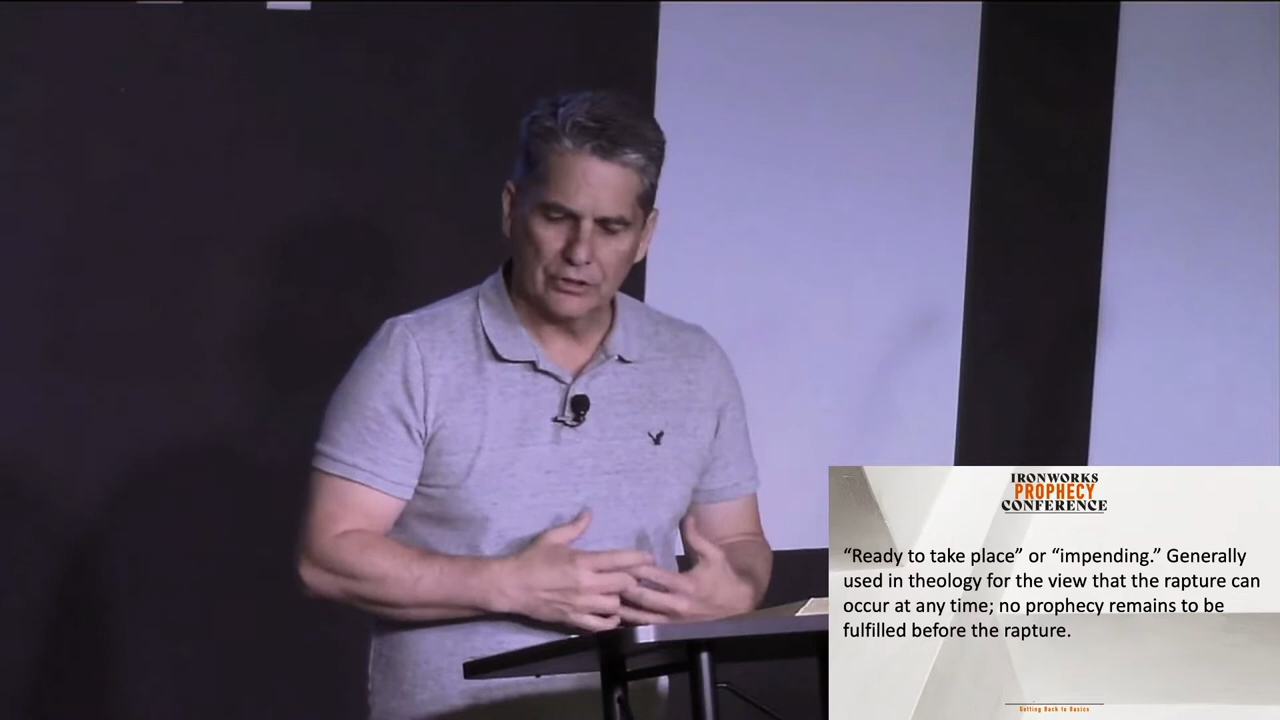 IRONWORKS
PROPHECY
CONFERENCE
“Ready to take place” or “impending.” Generally
used in theology for the view that the rapture can
occur at any time; no prophecy remains to be
fulfilled before the rapture.
Getting Back to Basics